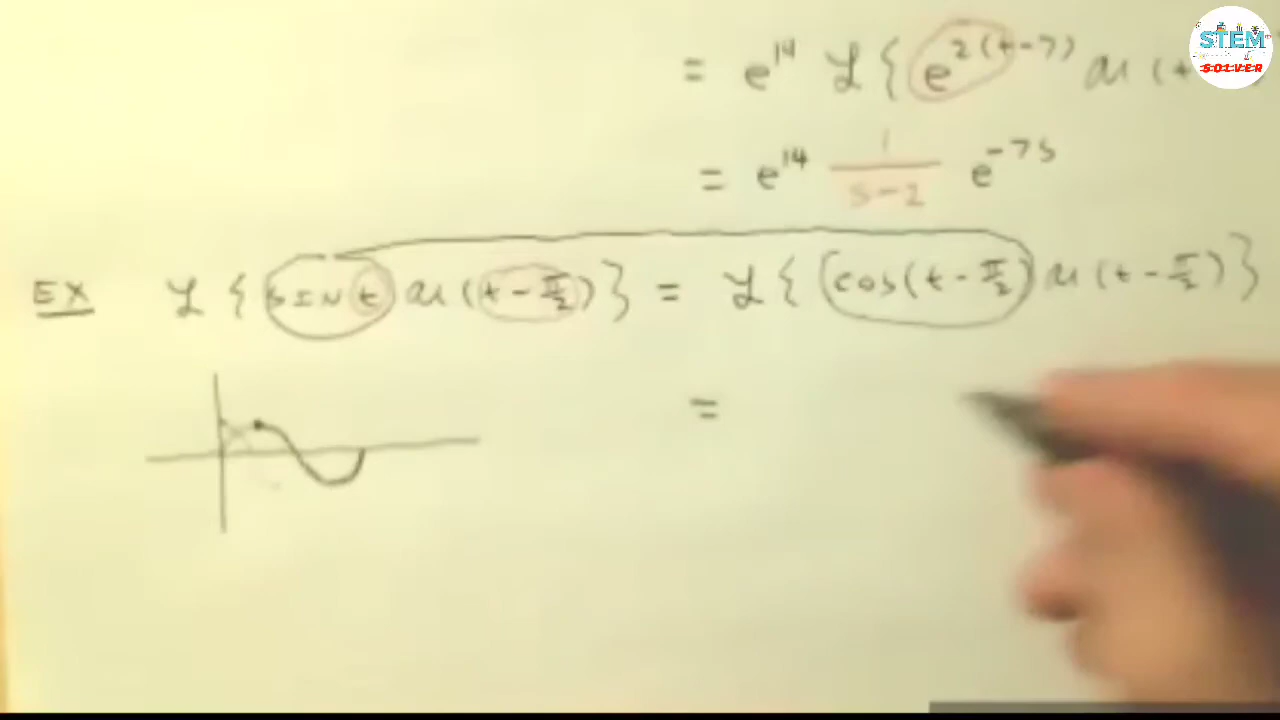 = e^14 ℒ{e^2(t-7) u(t
STEM
SOLVER
= e^14 1/(s-2) e^-7s
EX ℒ{SIN t u(t-π/2)} = ℒ{cos(t-π/2) u(t-π/2)}
=